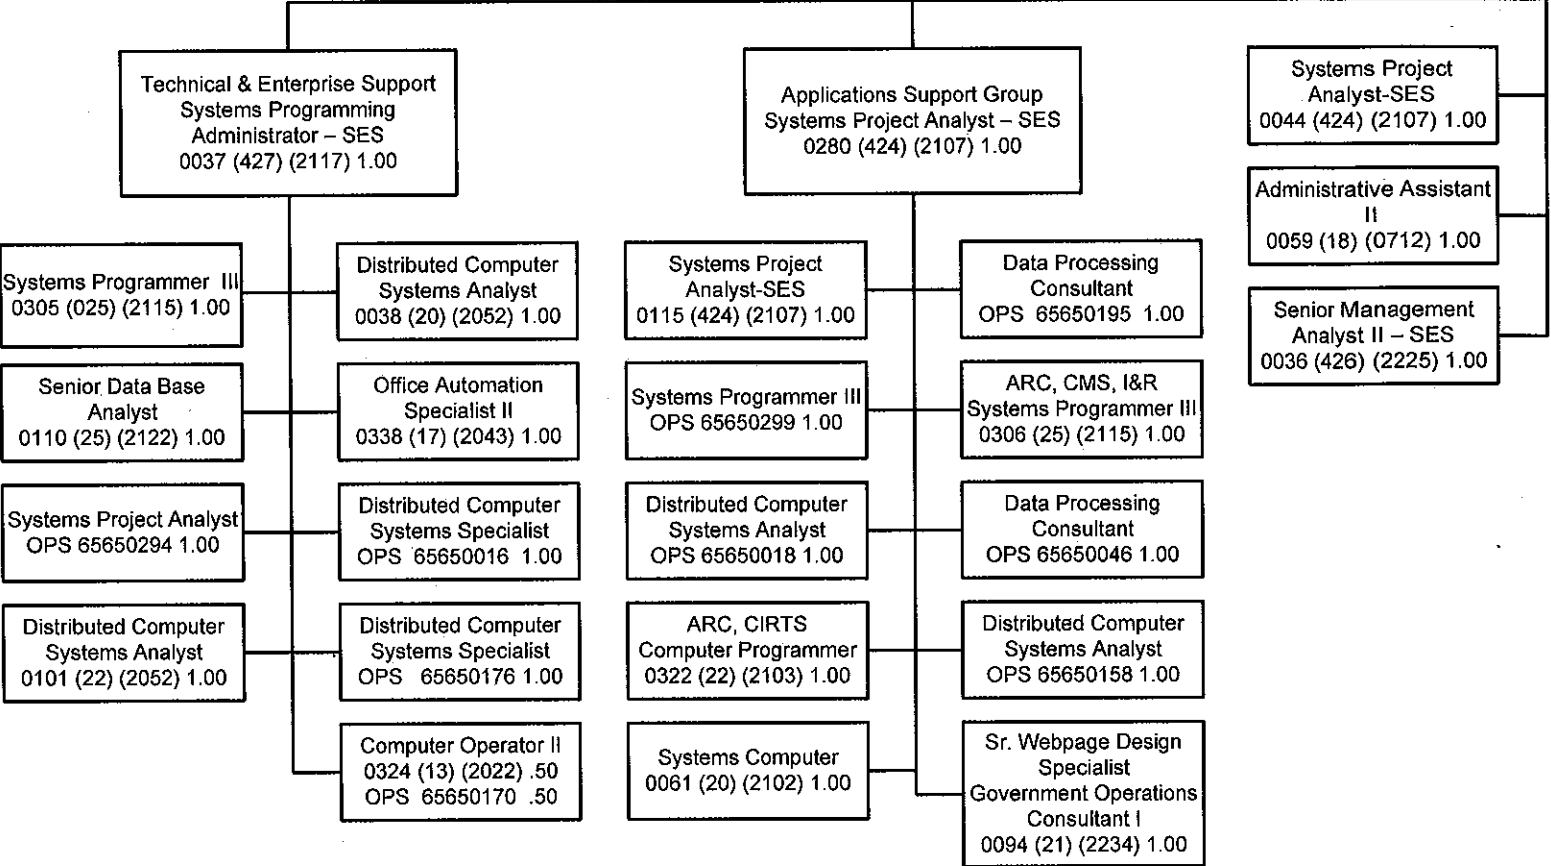 Technical & Enterprise Support
Systems Programming
Administrator – SES
0037 (427) (2117) 1.00
Applications Support Group
Systems Project Analyst – SES
0280 (424) (2107) 1.00
Systems Project
Analyst-SES
0044 (424) (2107) 1.00
Administrative Assistant
II
0059 (18) (0712) 1.00
Senior Management
Analyst II – SES
0036 (426) (2225) 1.00
Systems Programmer III
0305 (025) (2115) 1.00
Distributed Computer
Systems Analyst
0038 (20) (2052) 1.00
Senior Data Base
Analyst
0110 (25) (2122) 1.00
Office Automation
Specialist II
0338 (17) (2043) 1.00
Systems Project Analyst
OPS 65650294 1.00
Distributed Computer
Systems Specialist
OPS 65650016 1.00
Distributed Computer
Systems Analyst
0101 (22) (2052) 1.00
Distributed Computer
Systems Specialist
OPS 65650176 1.00
Computer Operator II
0324 (13) (2022) .50
OPS 65650170 .50
Systems Project
Analyst-SES
0115 (424) (2107) 1.00
Data Processing
Consultant
OPS 65650195 1.00
Systems Programmer III
OPS 65650299 1.00
ARC, CMS, I&R
Systems Programmer III
0306 (25) (2115) 1.00
Distributed Computer
Systems Analyst
OPS 65650018 1.00
Data Processing
Consultant
OPS 65650046 1.00
ARC, CIRTS
Computer Programmer
0322 (22) (2103) 1.00
Distributed Computer
Systems Analyst
OPS 65650158 1.00
Systems Computer
0061 (20) (2102) 1.00
Sr. Webpage Design
Specialist
Government Operations
Consultant I
0094 (21) (2234) 1.00